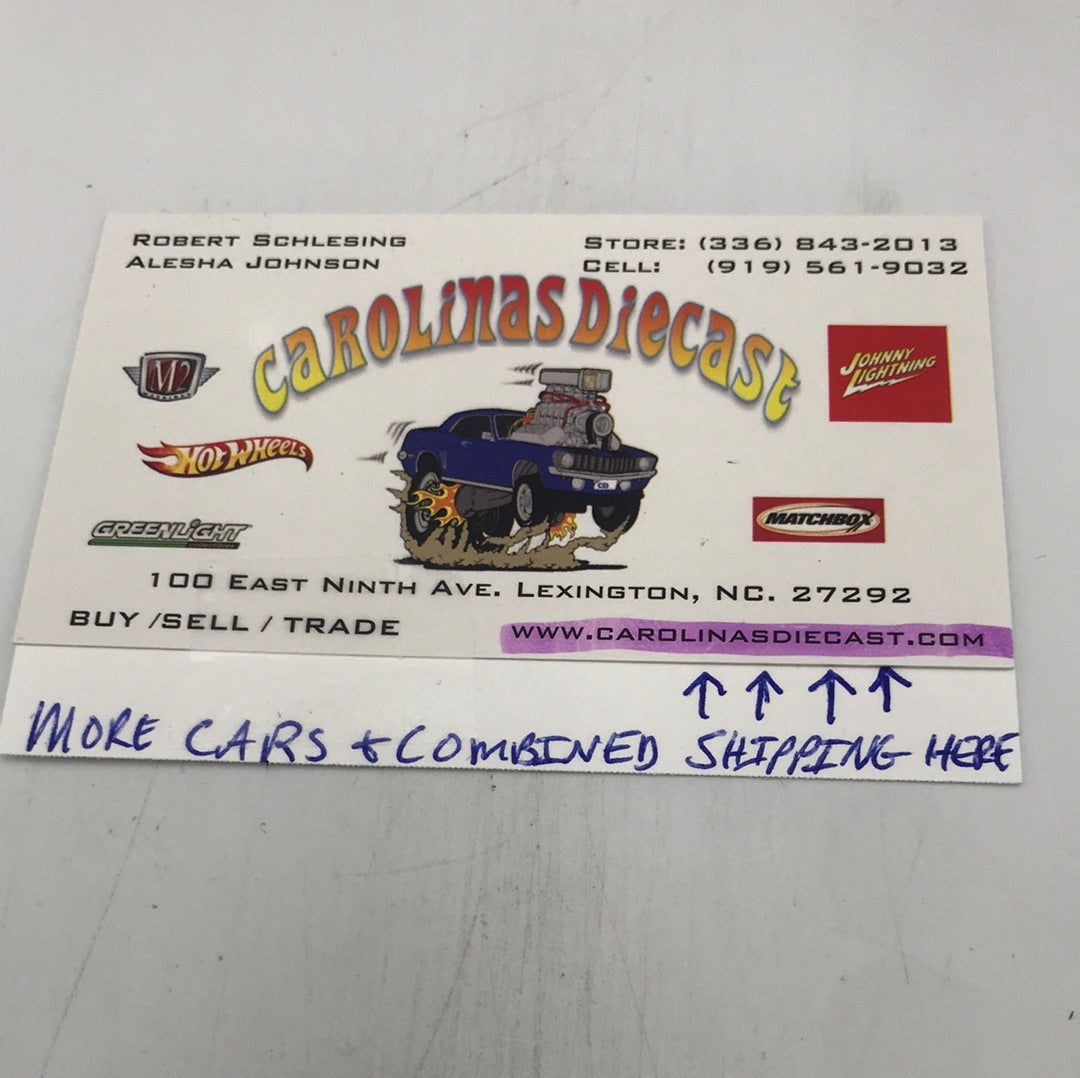 ROBERT SCHLESING
ALESHA JOHNSON
STORE: (336) 843-2013
CELL: (919) 561-9032
CAROLINAS DIECAST
M2
JOHNNY
LIGHTNING
HOT WHEELS
CD
GREENLIGHT
MATCHBOX
100 EAST NINTH AVE. LEXINGTON, NC. 27292
BUY /SELL / TRADE
WWW.CAROLINASDIECAST.COM
↑ ↑ ↑ ↑
MORE CARS & COMBINED SHIPPING HERE